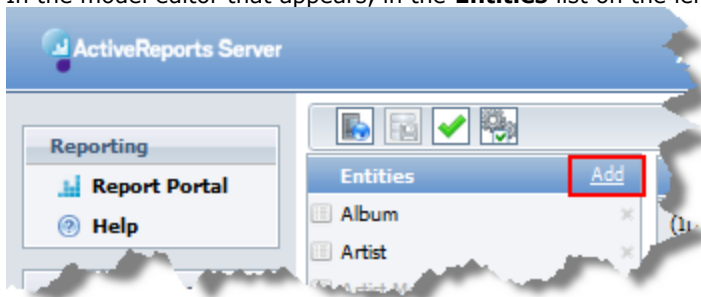 In the model editor that appears, in the Entities list on the le
ActiveReports Server
Reporting
Report Portal
Help
Entities Add
Album
Artist